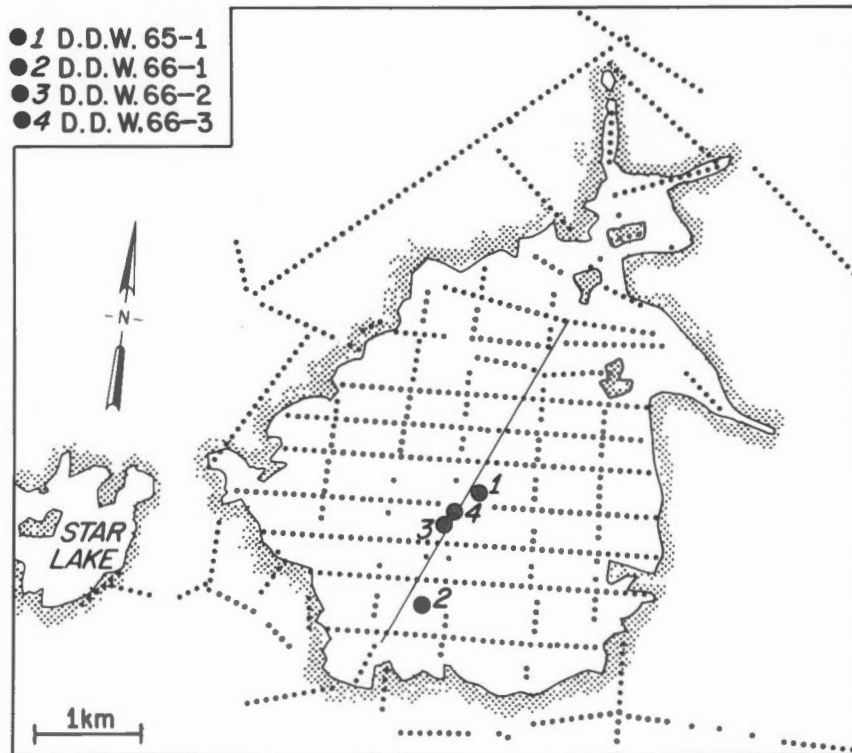 1 D.D.W. 65-1
2 D.D.W. 66-1
3 D.D.W. 66-2
4 D.D.W. 66-3
-N-
1
4
3
STAR
LAKE
2
1km